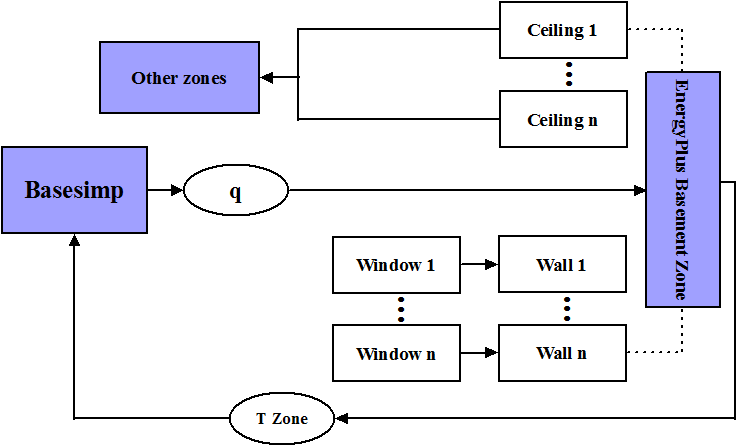 Ceiling 1
Other zones
Ceiling n
EnergyPlus Basement Zone
Basesimp
q
Window 1
Wall 1
Window n
Wall n
T Zone